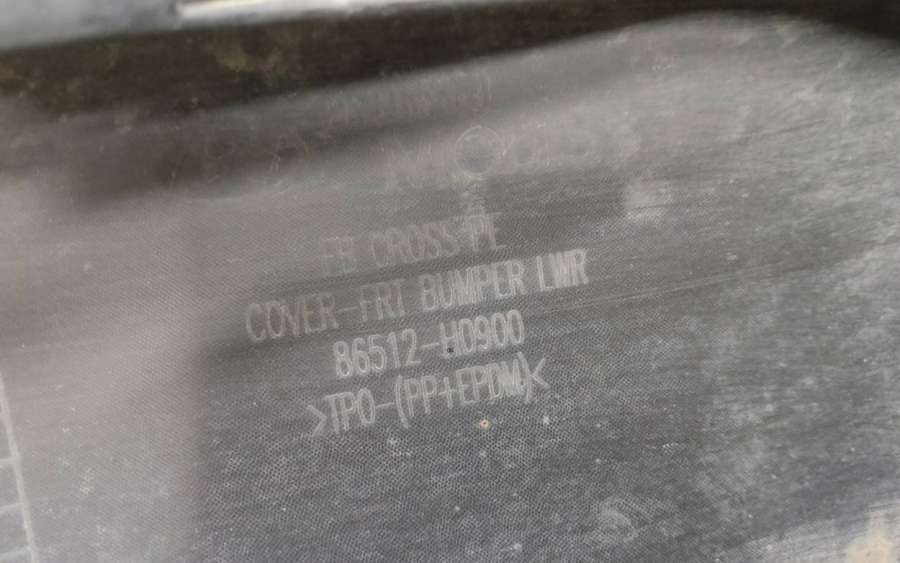 FB CROSS PE
COVER-FRT BUMPER LWR
86512-H0900
>TPO-(PP+EPDM)<